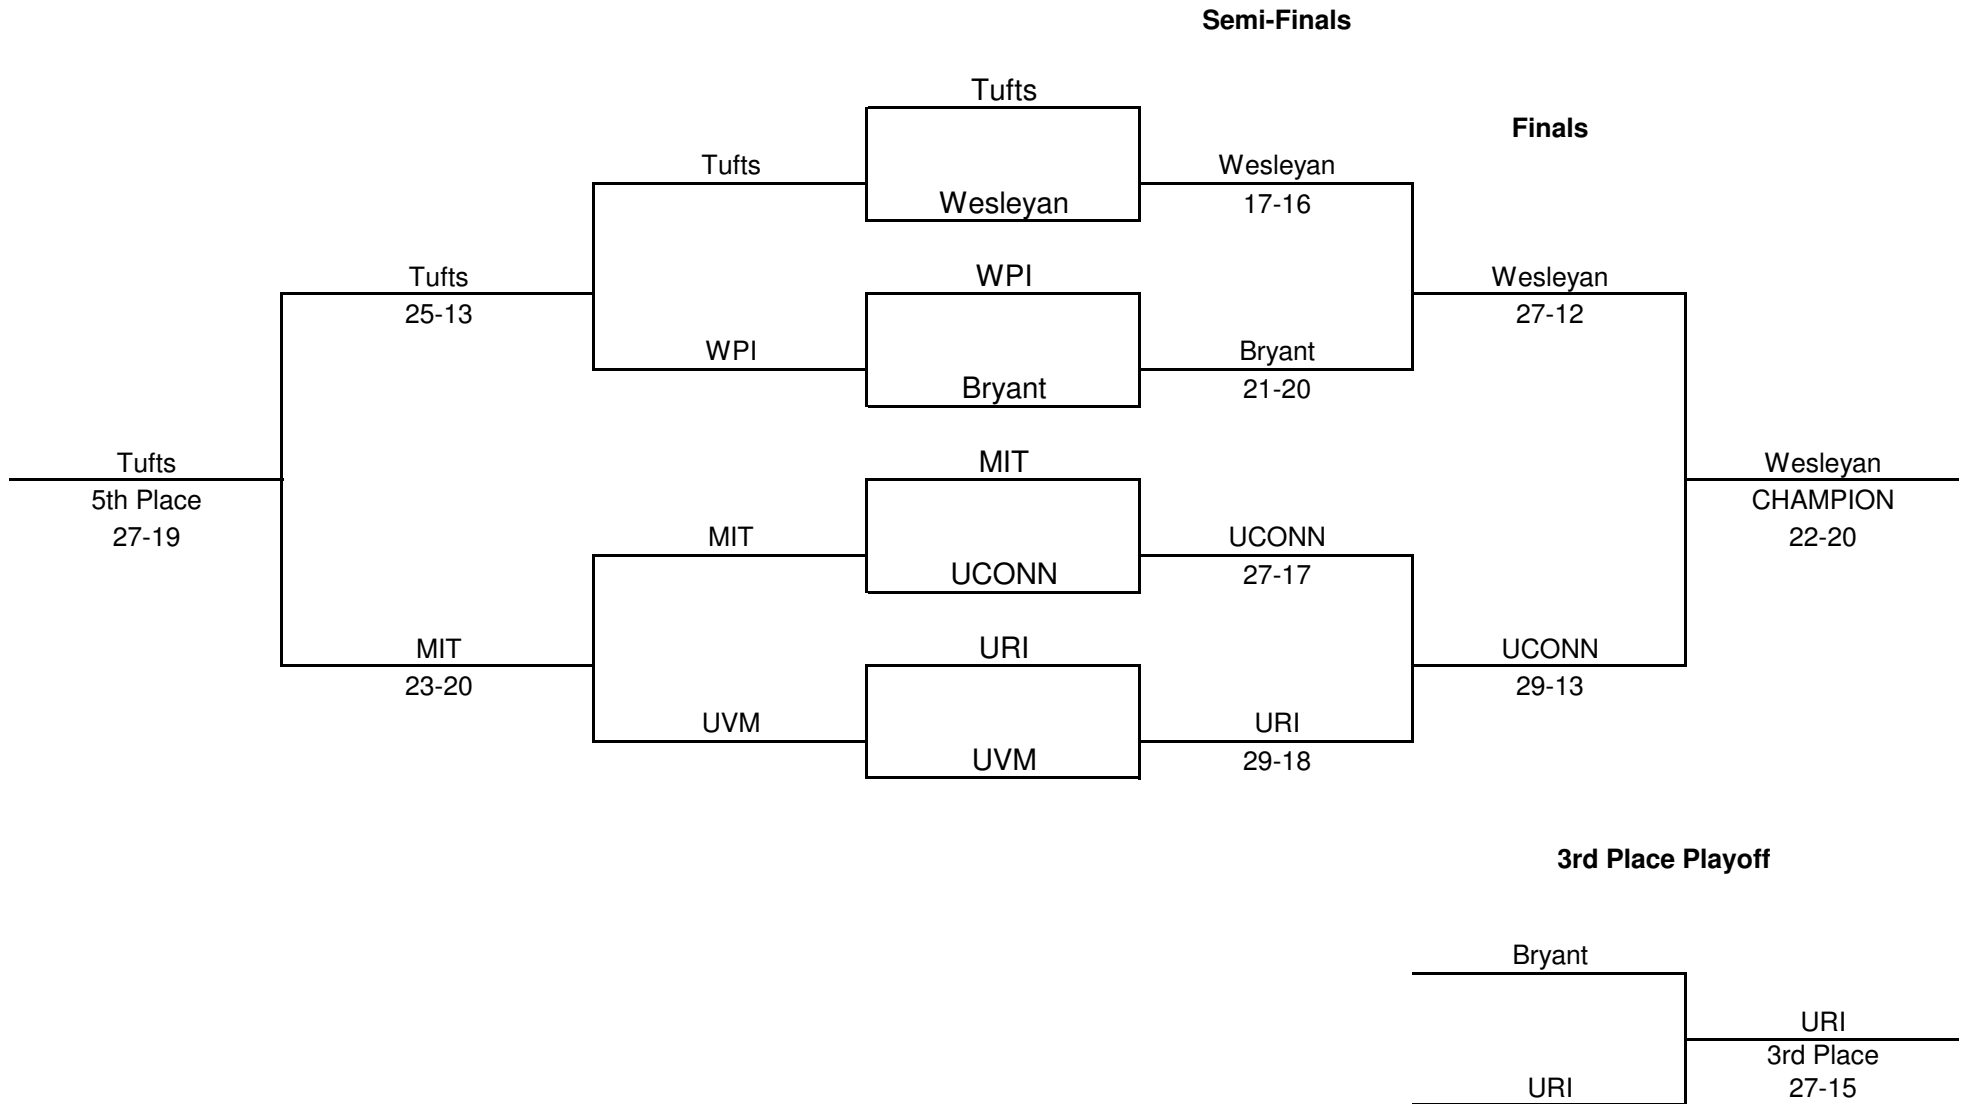 Semi-Finals
Tufts
Finals
Tufts
Wesleyan
Wesleyan
17-16
Tufts
WPI
Wesleyan
25-13
27-12
WPI
Bryant
Bryant
21-20
Tufts
MIT
Wesleyan
5th Place
CHAMPION
27-19
MIT
UCONN
22-20
UCONN
27-17
MIT
URI
UCONN
23-20
29-13
UVM
URI
UVM
29-18
3rd Place Playoff
Bryant
URI
3rd Place
URI
27-15